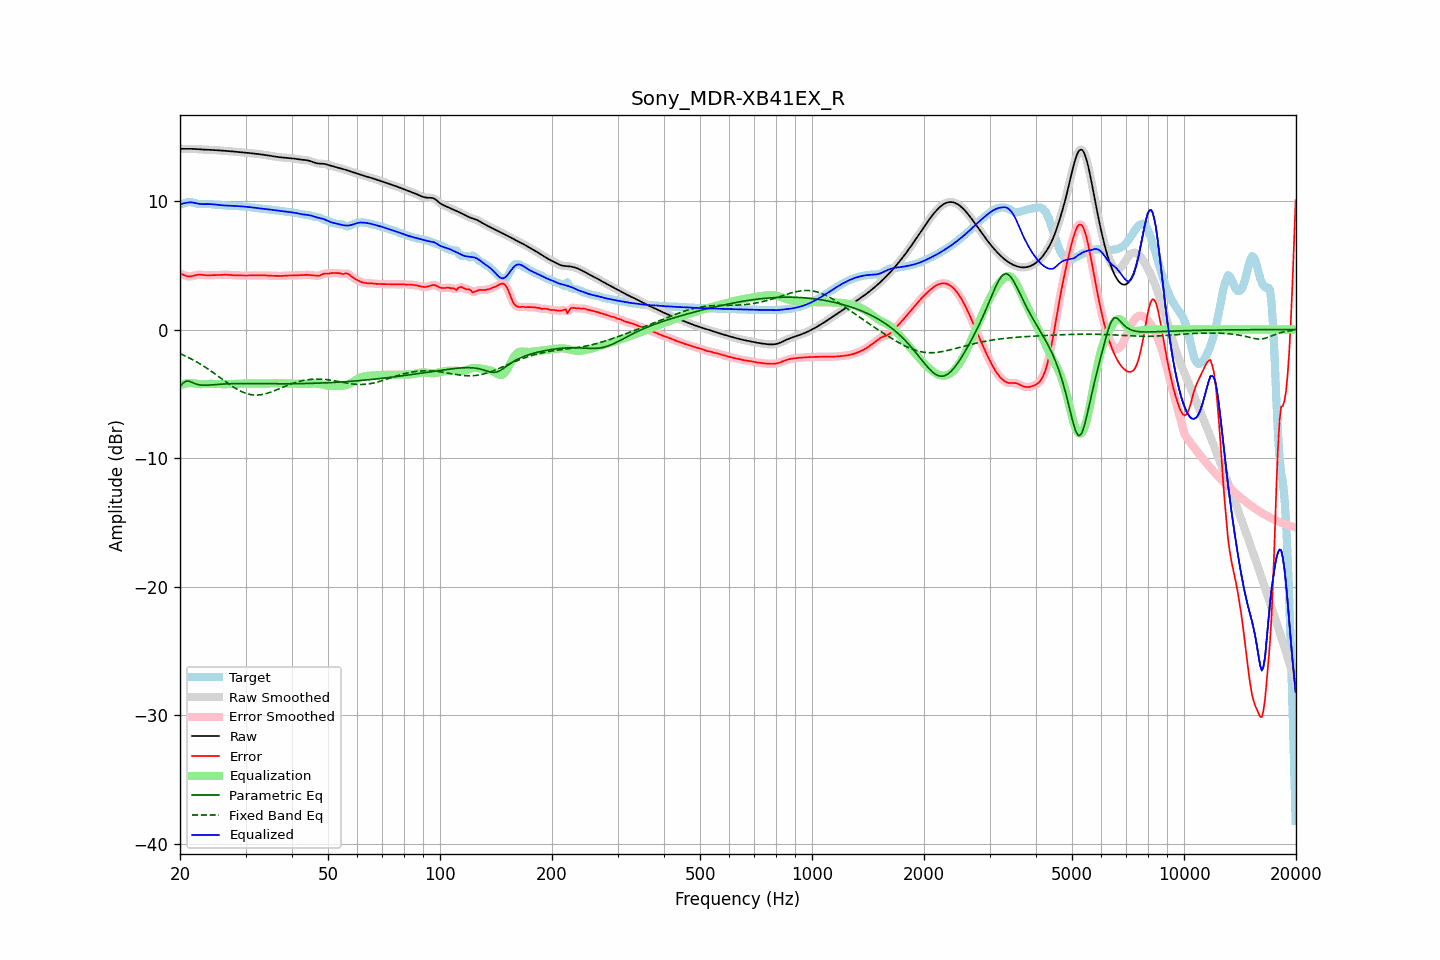 Sony_MDR-XB41EX_R
Amplitude (dBr)
10
0
−10
−20
−30
−40
Target
Raw Smoothed
Error Smoothed
Raw
Error
Equalization
Parametric Eq
Fixed Band Eq
Equalized
20 50 100 200 500 1000 2000 5000 10000 20000
Frequency (Hz)